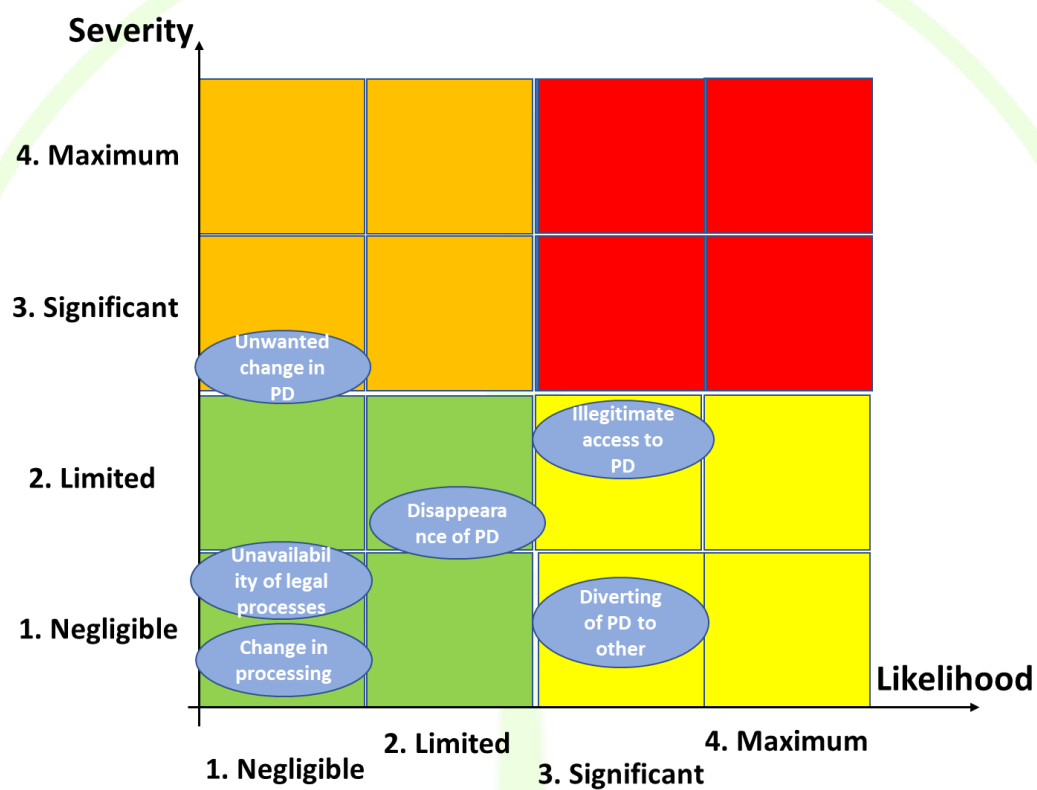 Severity
4. Maximum
3. Significant
Unwanted
change in
PD
Illegitimate
access to
PD
2. Limited
Disappeara
nce of PD
Unavailabil
ity of legal
processes
Diverting
of PD to
other
1. Negligible
Change in
processing
Likelihood
1. Negligible
2. Limited
3. Significant
4. Maximum